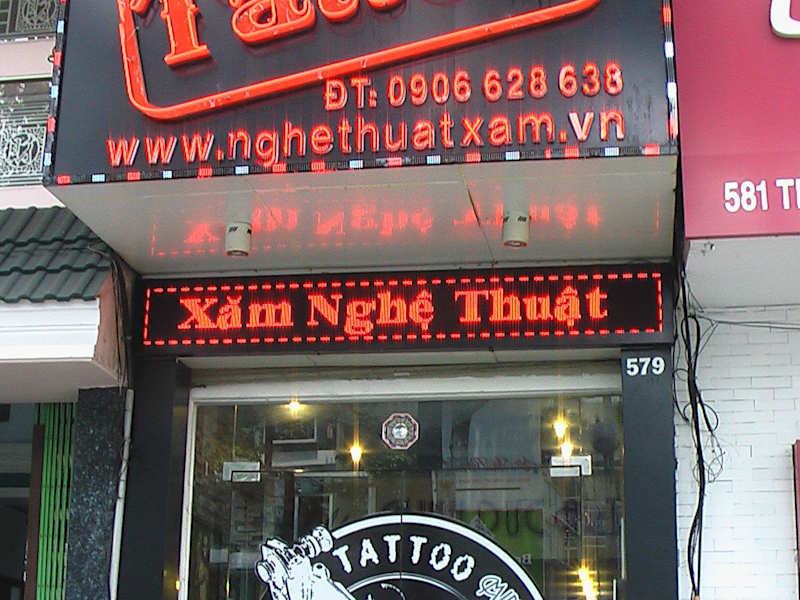 ĐT: 0906 628 638
www.nghethuatxam.vn
581
Xăm Nghệ Thuật
579
TATTOO